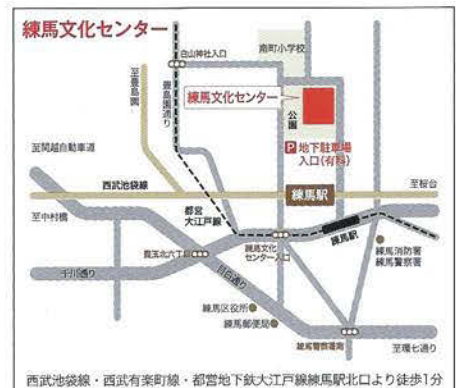 練馬文化センター
白山神社入口
南町小学校
至豊島園
豊島園通り
練馬文化センター
公園
P 地下駐車場
入口(有料)
至関越自動車道
西武池袋線
練馬駅
至桜台
至中村橋
都営
大江戸線
練馬文化
センター入口
練馬駅
練馬消防署
練馬警察署
豊玉北六丁目
千川通り
目白通り
練馬区役所
練馬郵便局
練馬警察署前
至環七通り
西武池袋線・西武有楽町線・都営地下鉄大江戸線練馬駅北口より徒歩1分